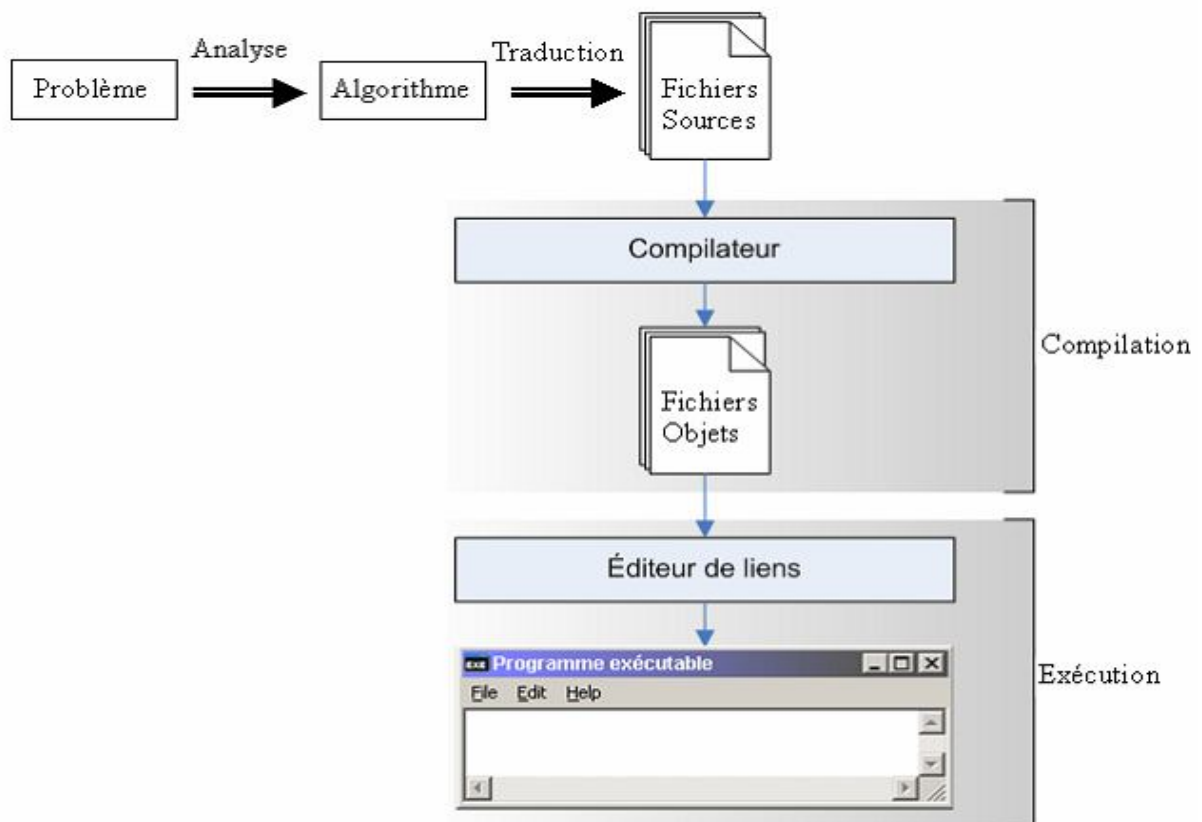 Analyse
Traduction
Problème
Algorithme
Fichiers
Sources
Compilateur
Fichiers
Objets
Compilation
Éditeur de liens
EXE Programme exécutable
File Edit Help
Exécution